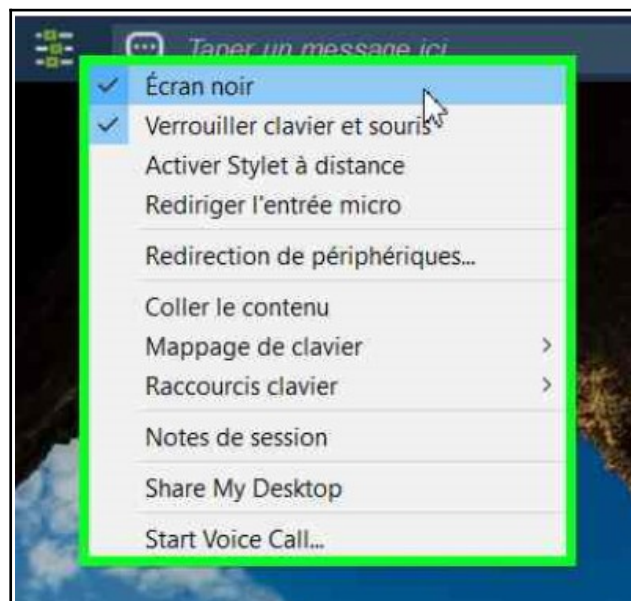 Taper un message ici
Écran noir
Verrouiller clavier et souris
Activer Stylet à distance
Rediriger l'entrée micro
Redirection de périphériques...
Coller le contenu
Mappage de clavier
Raccourcis clavier
Notes de session
Share My Desktop
Start Voice Call...